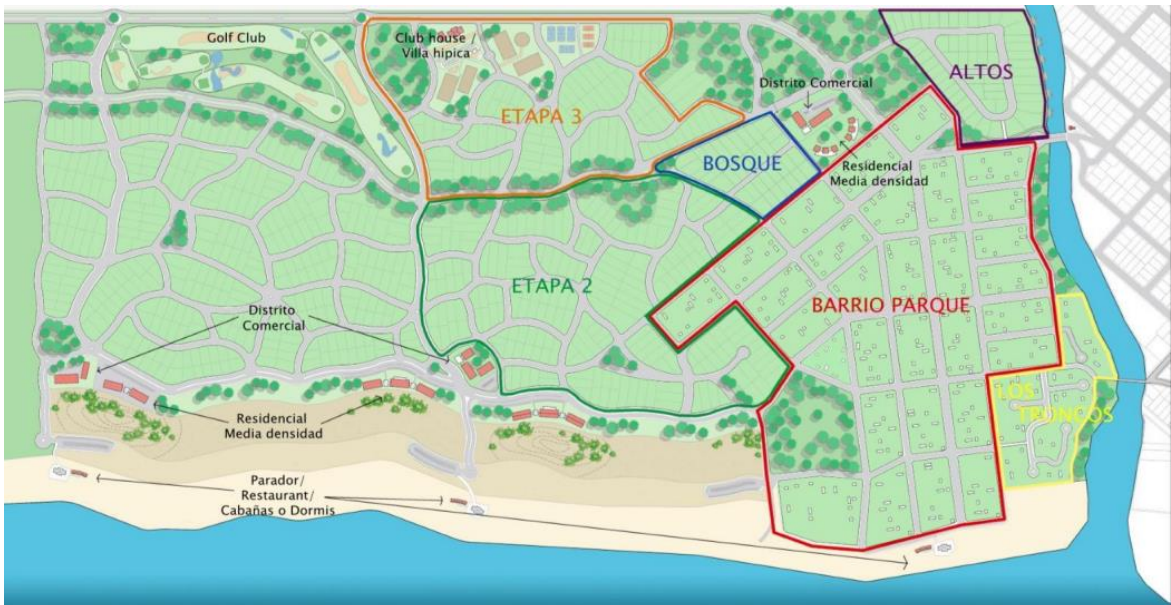 Golf Club
Club house /
Villa hipica
ALTOS
Distrito Comercial
ETAPA 3
BOSQUE
Residencial
Media densidad
ETAPA 2
BARRIO PARQUE
Distrito
Comercial
LOS
TRONCOS
Residencial
Media densidad
Parador/
Restaurant/
Cabañas o Dormis